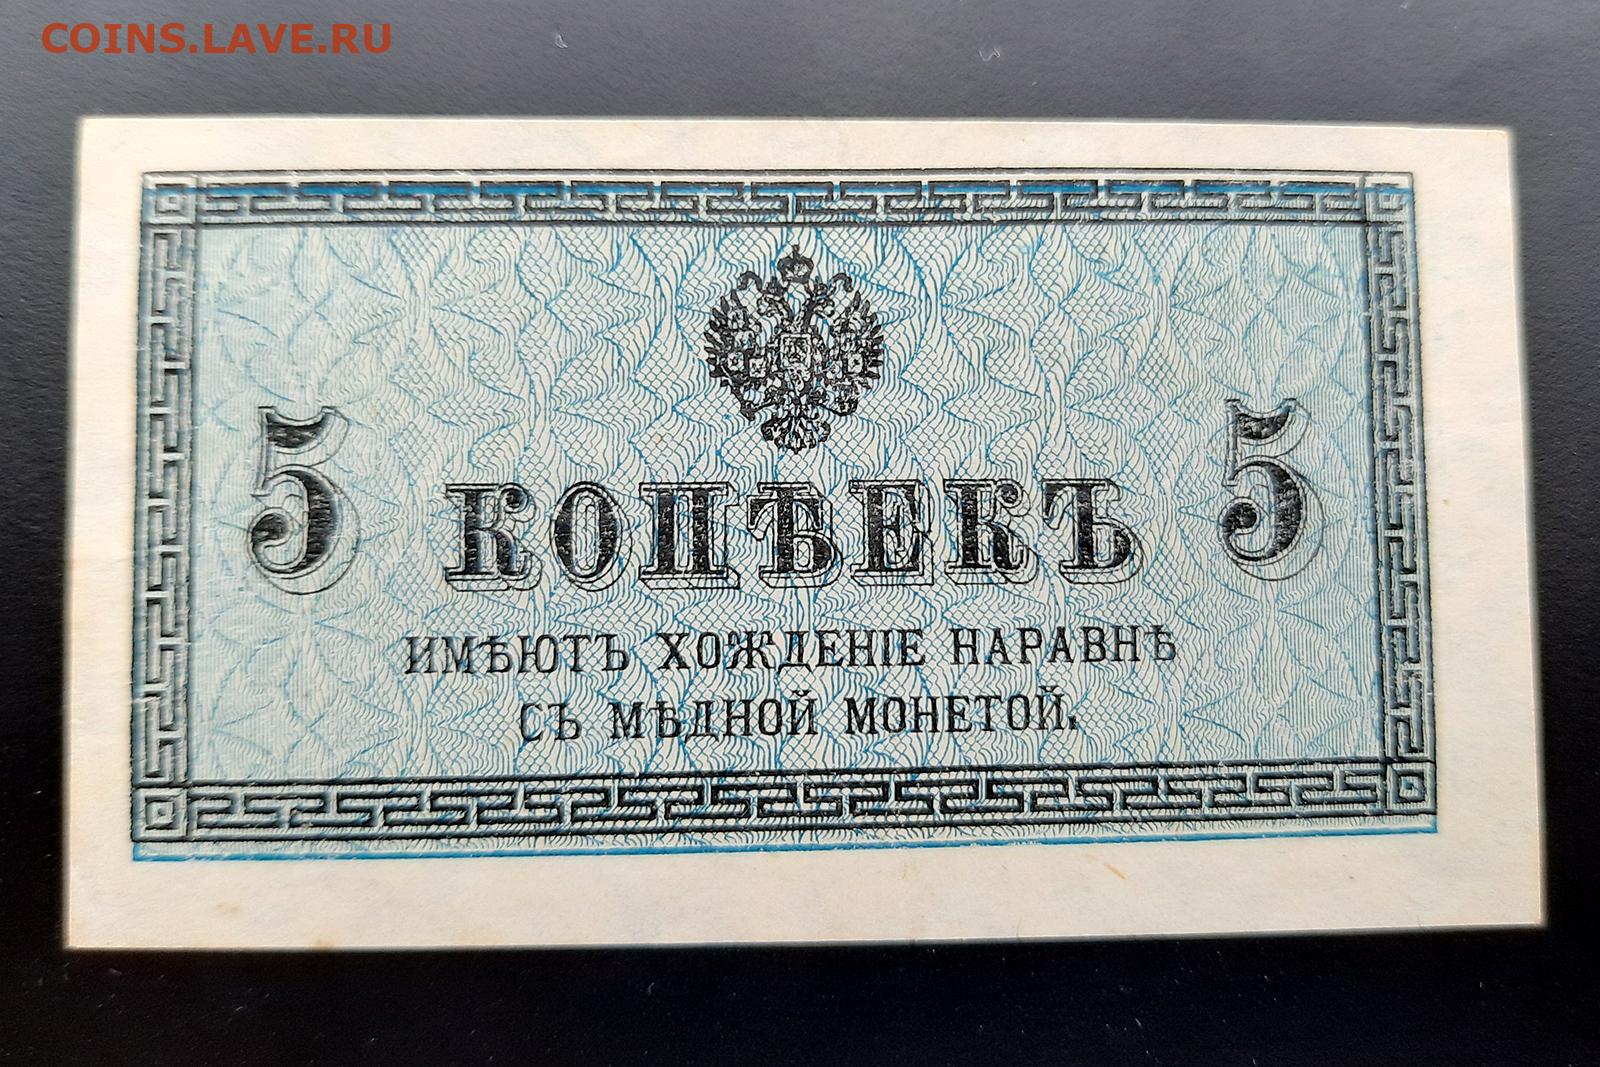 COINS.LAVE.RU
5 КОПѢЕКЪ 5
ИМѢЮТЪ ХОЖДЕНІЕ НАРАВНѢ
СЪ МѢДНОЙ МОНЕТОЙ.